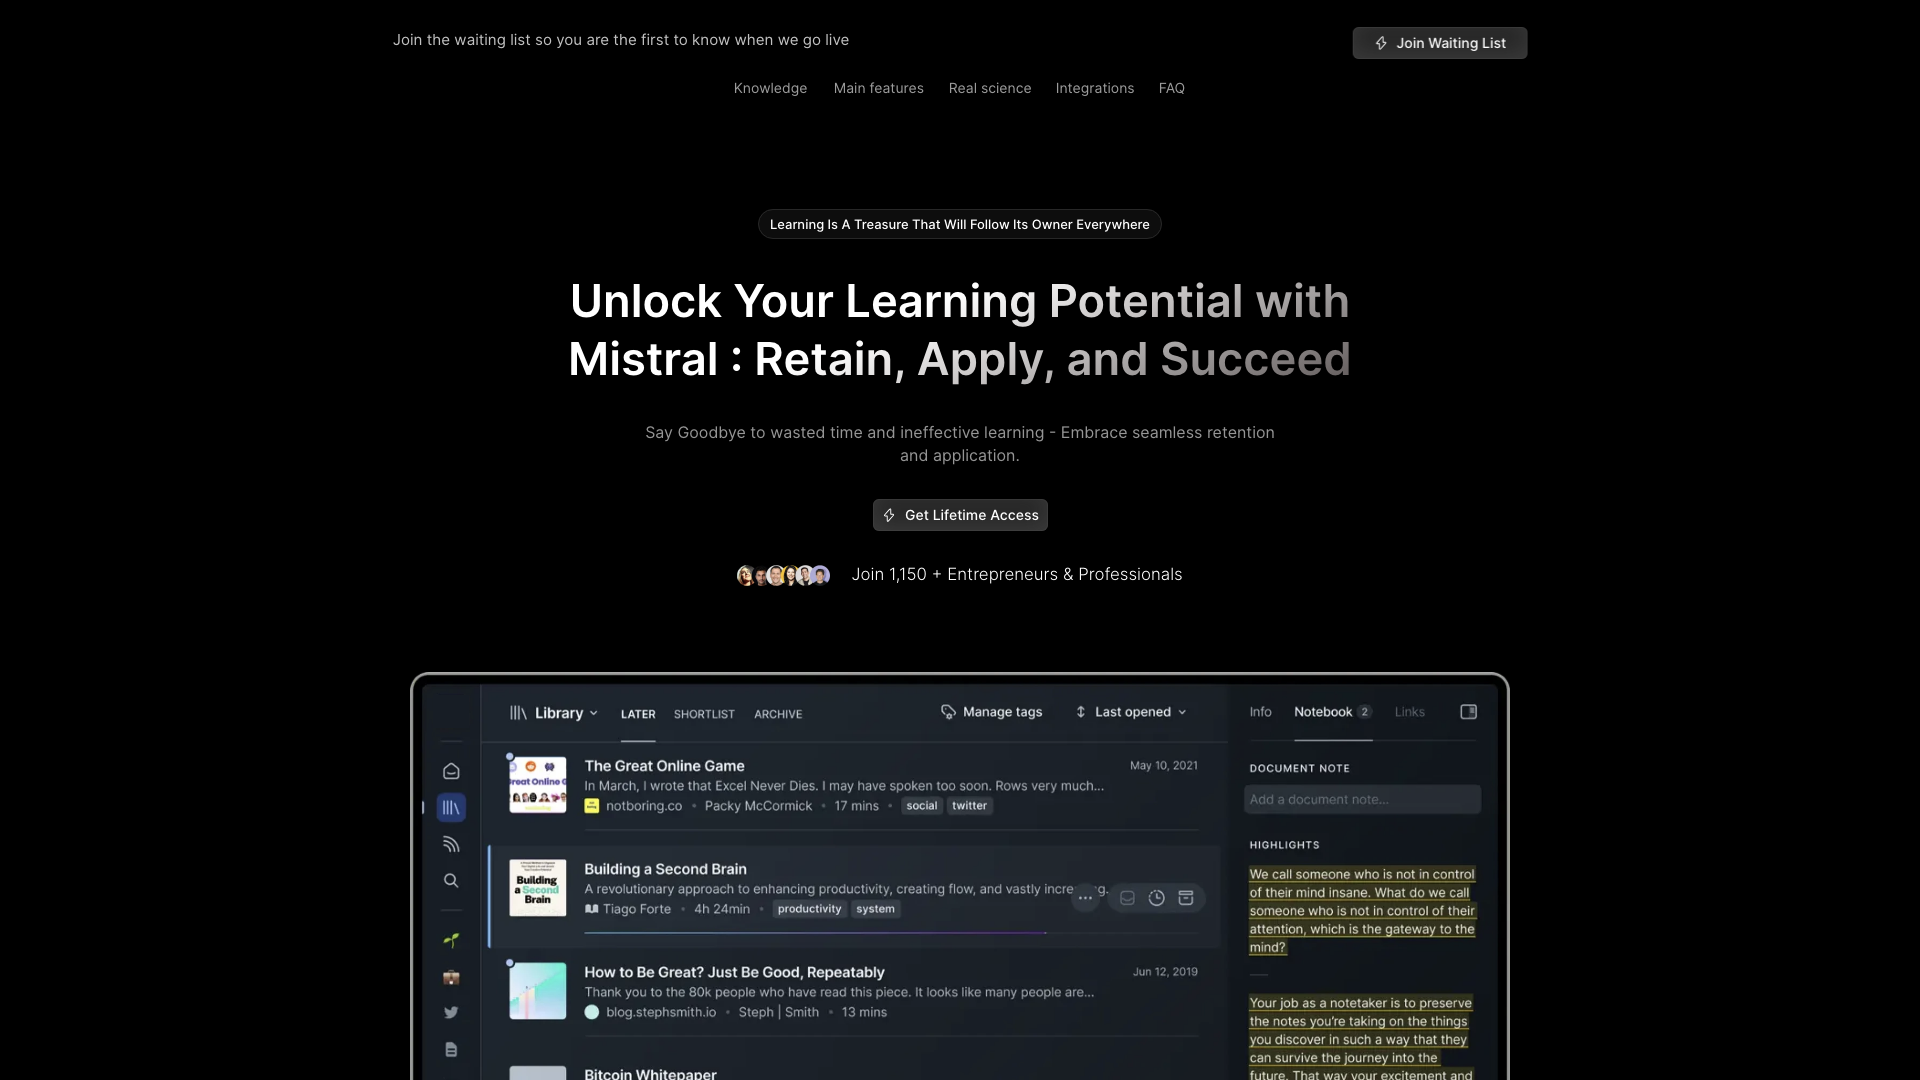 Join the waiting list so you are the first to know when we go live
Join Waiting List
Knowledge Main features Real science Integrations FAQ
Learning Is A Treasure That Will Follow Its Owner Everywhere
Unlock Your Learning Potential with
Mistral : Retain, Apply, and Succeed
Say Goodbye to wasted time and ineffective learning - Embrace seamless retention
and application.
Get Lifetime Access
Join 1,150 + Entrepreneurs & Professionals
Library LATER SHORTLIST ARCHIVE Manage tags Last opened
The Great Online Game May 10, 2021
In March, I wrote that Excel Never Dies. I may have spoken too soon. Rows very much...
notboring.co • Packy McCormick • 17 mins • social twitter
Building
a Second
Brain
Building a Second Brain
A revolutionary approach to enhancing productivity, creating flow, and vastly
Tiago Forte • 4h 24min • productivity system
How to Be Great? Just Be Good, Repeatably Jun 12, 2019
Thank you to the 80k people who have read this piece. It looks like many people are...
blog.stephsmith.io • Steph | Smith • 13 mins
Bitcoin Whitepaper
Info Notebook 2 Links
DOCUMENT NOTE
Add a document note...
HIGHLIGHTS
We call someone who is not in control
of their mind insane. What do we call
someone who is not in control of their
attention, which is the gateway to the
mind?
Your job as a notetaker is to preserve
the notes you're taking on the things
you discover in such a way that they
can survive the journey into the
future. That way your excitement and